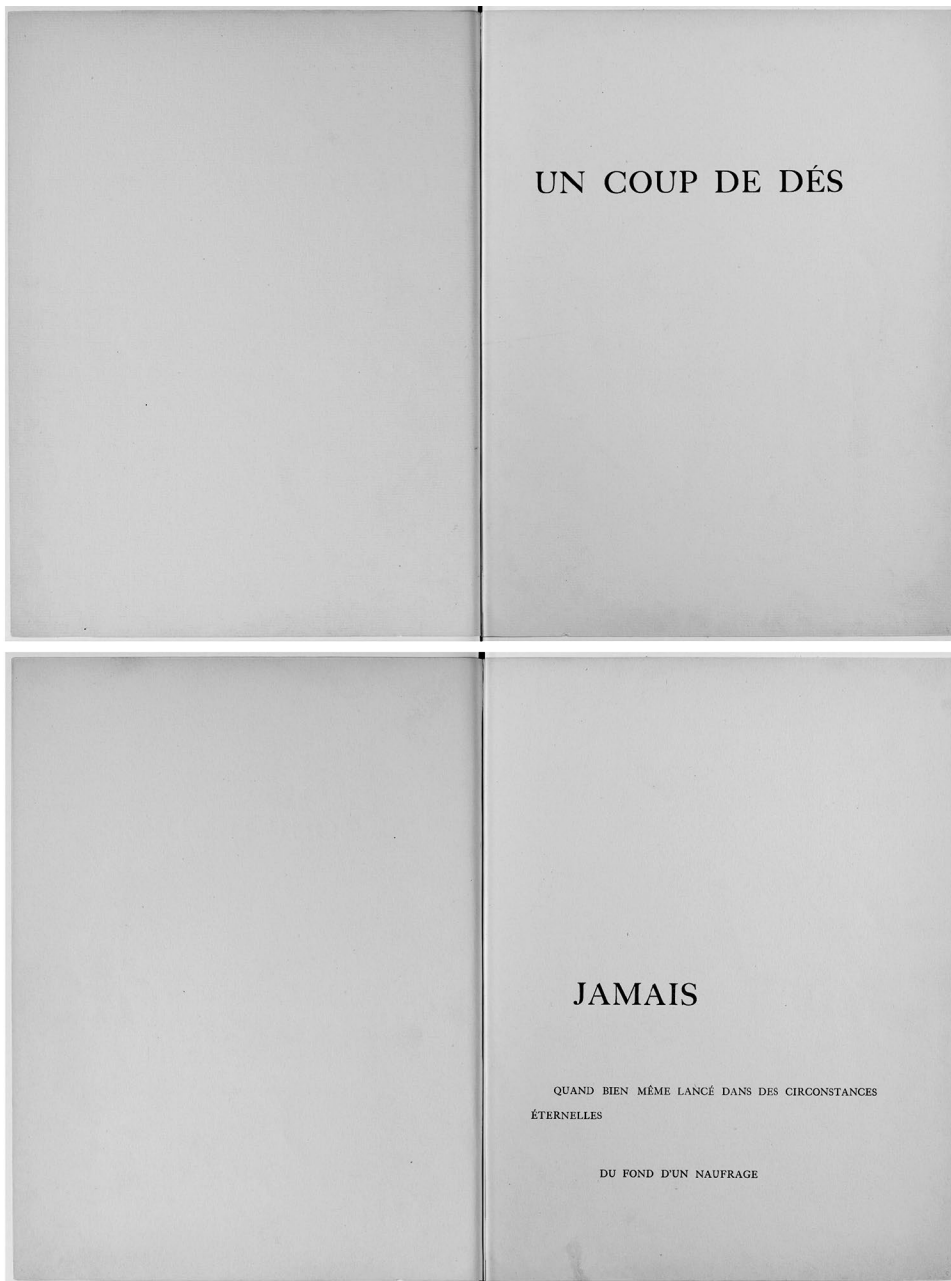 UN COUP DE DÉS
JAMAIS
QUAND BIEN MÊME LANCÉ DANS DES CIRCONSTANCES
ÉTERNELLES
DU FOND D'UN NAUFRAGE